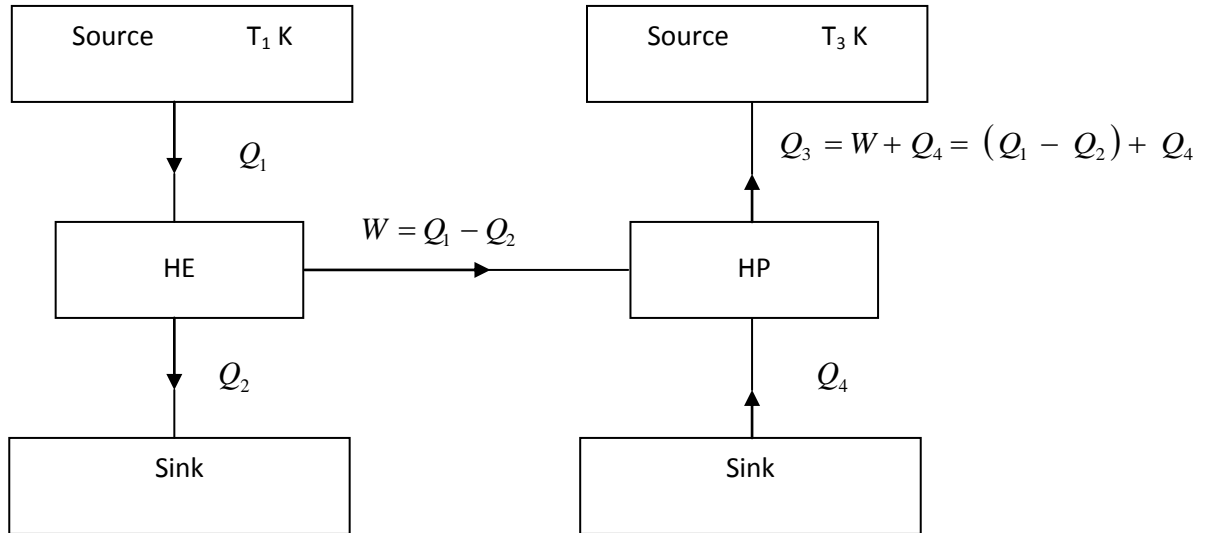 Source T₁ K
Source T₃ K
Q₁
Q₃ = W + Q₄ = (Q₁ − Q₂) + Q₄
W = Q₁ − Q₂
HE
HP
Q₂
Q₄
Sink
Sink